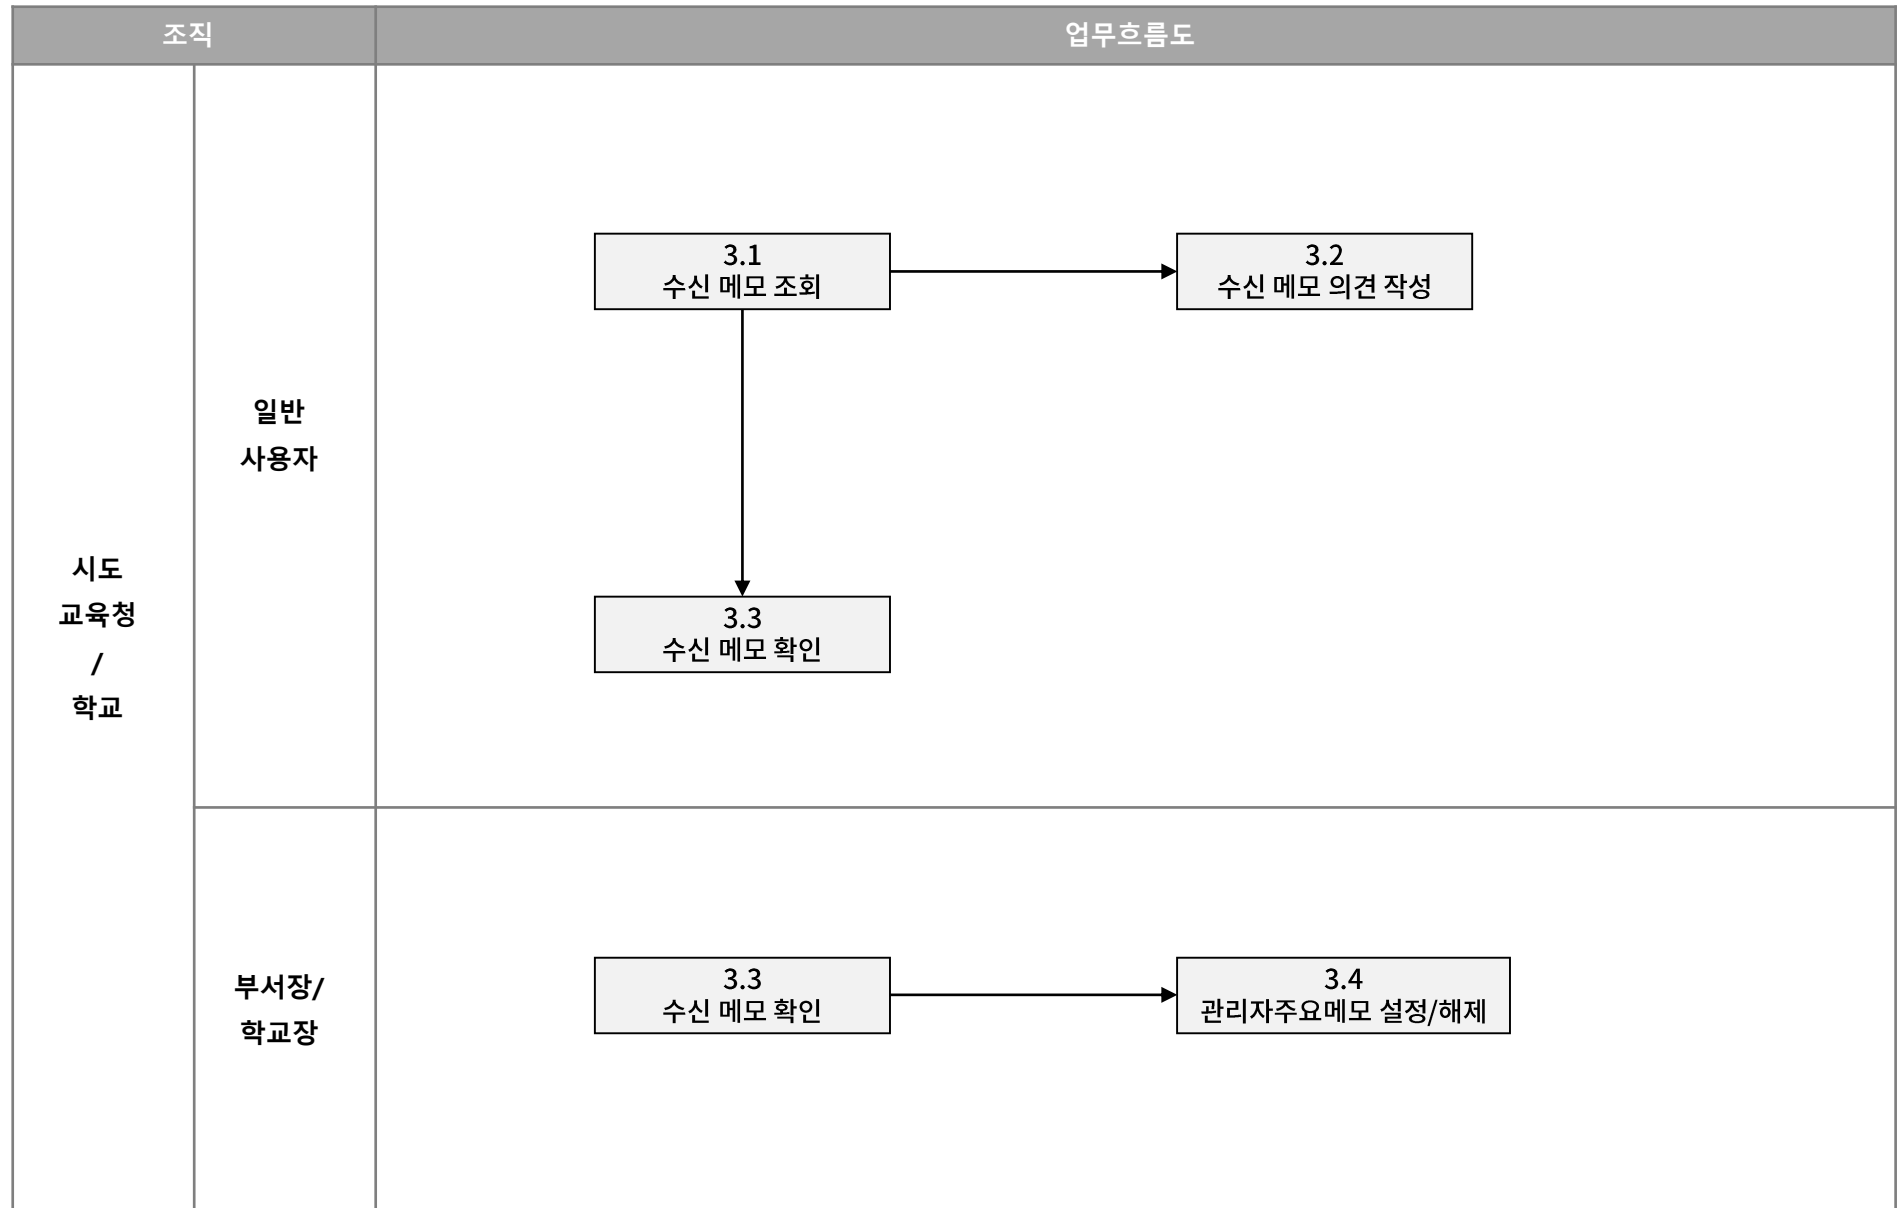 조직
업무흐름도
시도
교육청
/
학교
일반
사용자
3.1
수신 메모 조회
3.2
수신 메모 의견 작성
3.3
수신 메모 확인
부서장/
학교장
3.3
수신 메모 확인
3.4
관리자주요메모 설정/해제